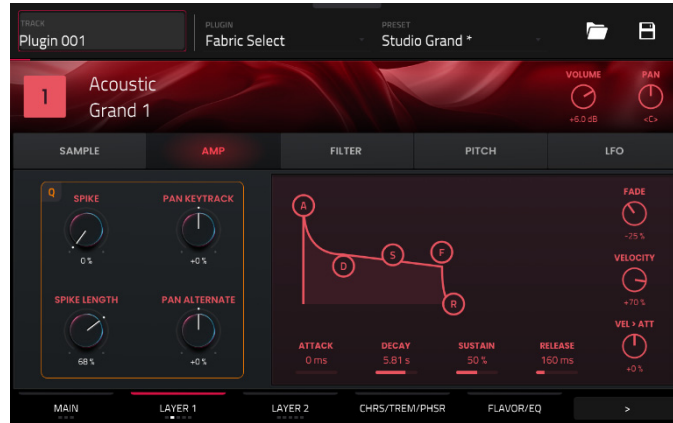 TRACK
Plugin 001
PLUGIN
Fabric Select
PRESET
Studio Grand *
1
Acoustic
Grand 1
VOLUME
+6.0 dB
PAN
<C>
SAMPLE
AMP
FILTER
PITCH
LFO
Q
SPIKE
0 %
PAN KEYTRACK
+0 %
SPIKE LENGTH
68 %
PAN ALTERNATE
+0 %
A
D
S
F
R
ATTACK
0 ms
DECAY
5.81 s
SUSTAIN
50 %
RELEASE
160 ms
FADE
-25 %
VELOCITY
+70 %
VEL > ATT
+0 %
MAIN
LAYER 1
LAYER 2
CHRS/TREM/PHSR
FLAVOR/EQ
>